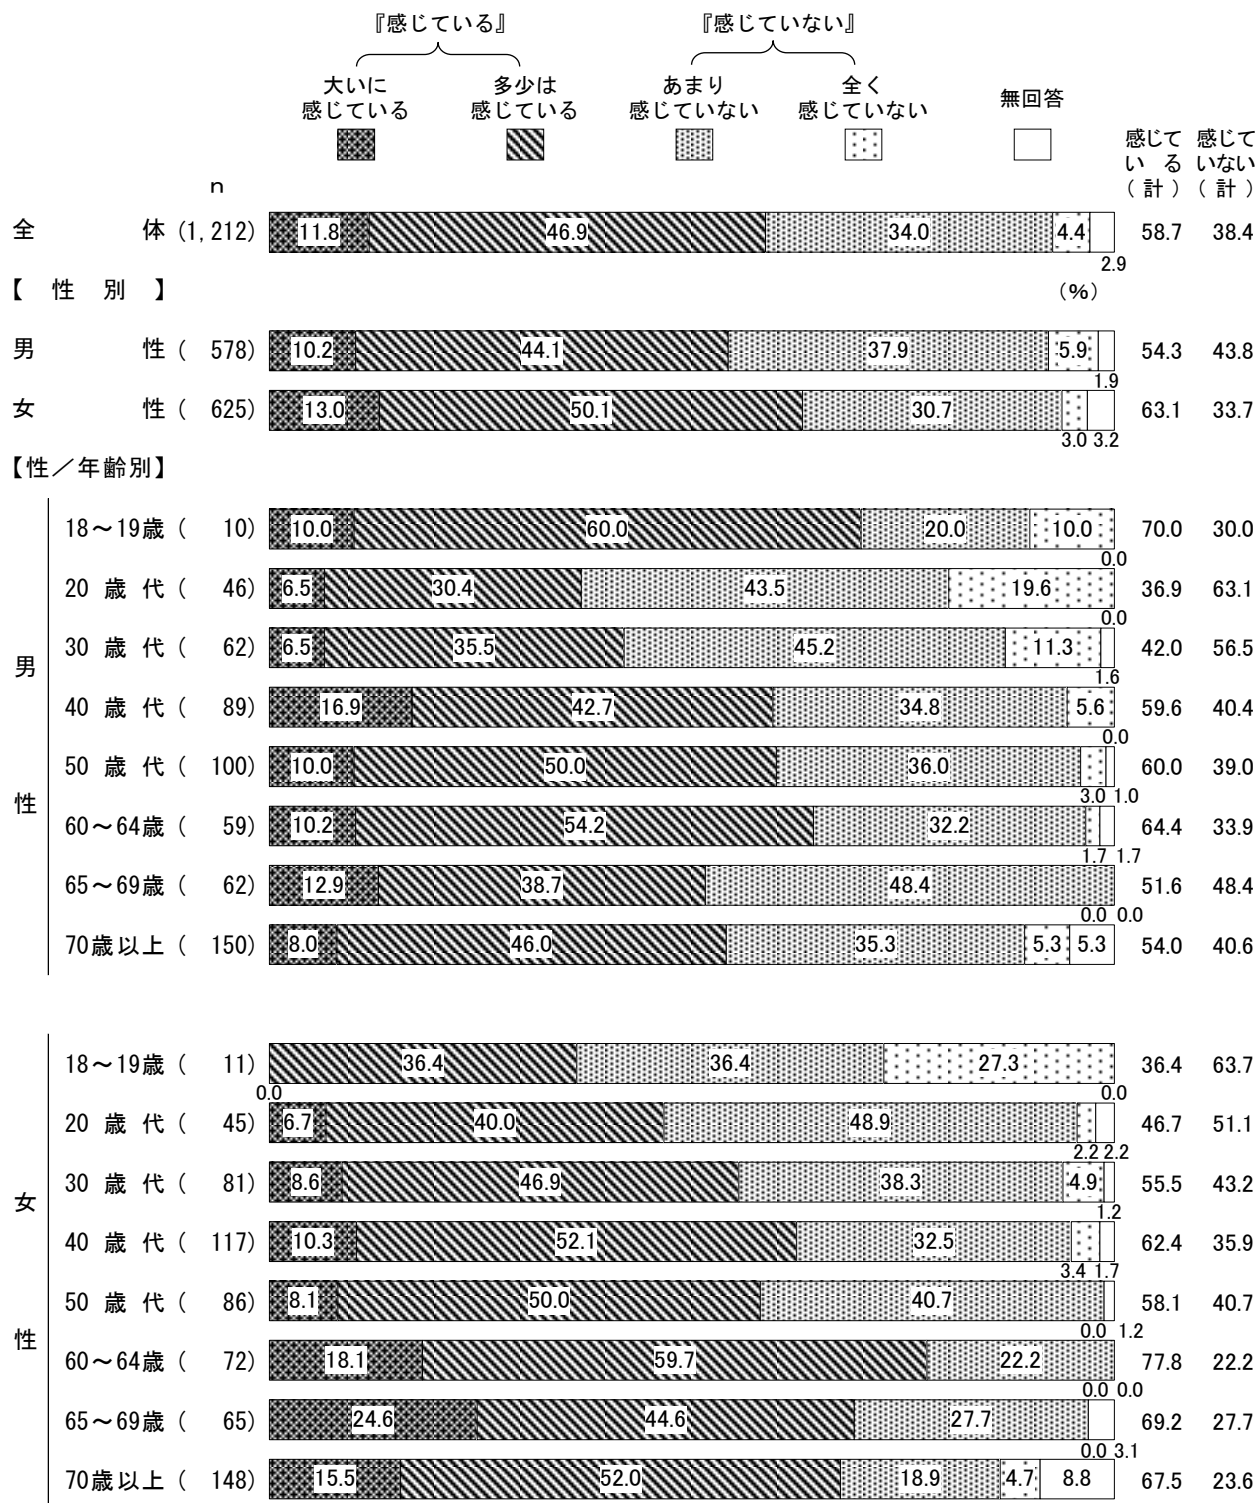 『感じている』 『感じていない』
大いに 多少は あまり 全く
感じている 感じている 感じていない 感じていない 無回答
感じて 感じて
い る いない
n （計） （計）
全 体 (1,212) 11.8 46.9 34.0 4.4 58.7 38.4
2.9
【 性 別 】 (%)
男 性 ( 578) 10.2 44.1 37.9 5.9 54.3 43.8
1.9
女 性 ( 625) 13.0 50.1 30.7 63.1 33.7
3.0 3.2
【性／年齢別】
18～19歳 ( 10) 10.0 60.0 20.0 10.0 70.0 30.0
0.0
20 歳 代 ( 46) 6.5 30.4 43.5 19.6 36.9 63.1
0.0
30 歳 代 ( 62) 6.5 35.5 45.2 11.3 42.0 56.5
男
1.6
40 歳 代 ( 89) 16.9 42.7 34.8 5.6 59.6 40.4
0.0
50 歳 代 ( 100) 10.0 50.0 36.0 60.0 39.0
3.0 1.0
性
60～64歳 ( 59) 10.2 54.2 32.2 64.4 33.9
1.7 1.7
65～69歳 ( 62) 12.9 38.7 48.4 51.6 48.4
0.0 0.0
70歳以上 ( 150) 8.0 46.0 35.3 5.3 5.3 54.0 40.6
18～19歳 ( 11) 36.4 36.4 27.3 36.4 63.7
0.0 0.0
20 歳 代 ( 45) 6.7 40.0 48.9 46.7 51.1
2.2 2.2
30 歳 代 ( 81) 8.6 46.9 38.3 4.9 55.5 43.2
女
1.2
40 歳 代 ( 117) 10.3 52.1 32.5 62.4 35.9
3.4 1.7
50 歳 代 ( 86) 8.1 50.0 40.7 58.1 40.7
0.0 1.2
性
60～64歳 ( 72) 18.1 59.7 22.2 77.8 22.2
0.0 0.0
65～69歳 ( 65) 24.6 44.6 27.7 69.2 27.7
0.0 3.1
70歳以上 ( 148) 15.5 52.0 18.9 4.7 8.8 67.5 23.6